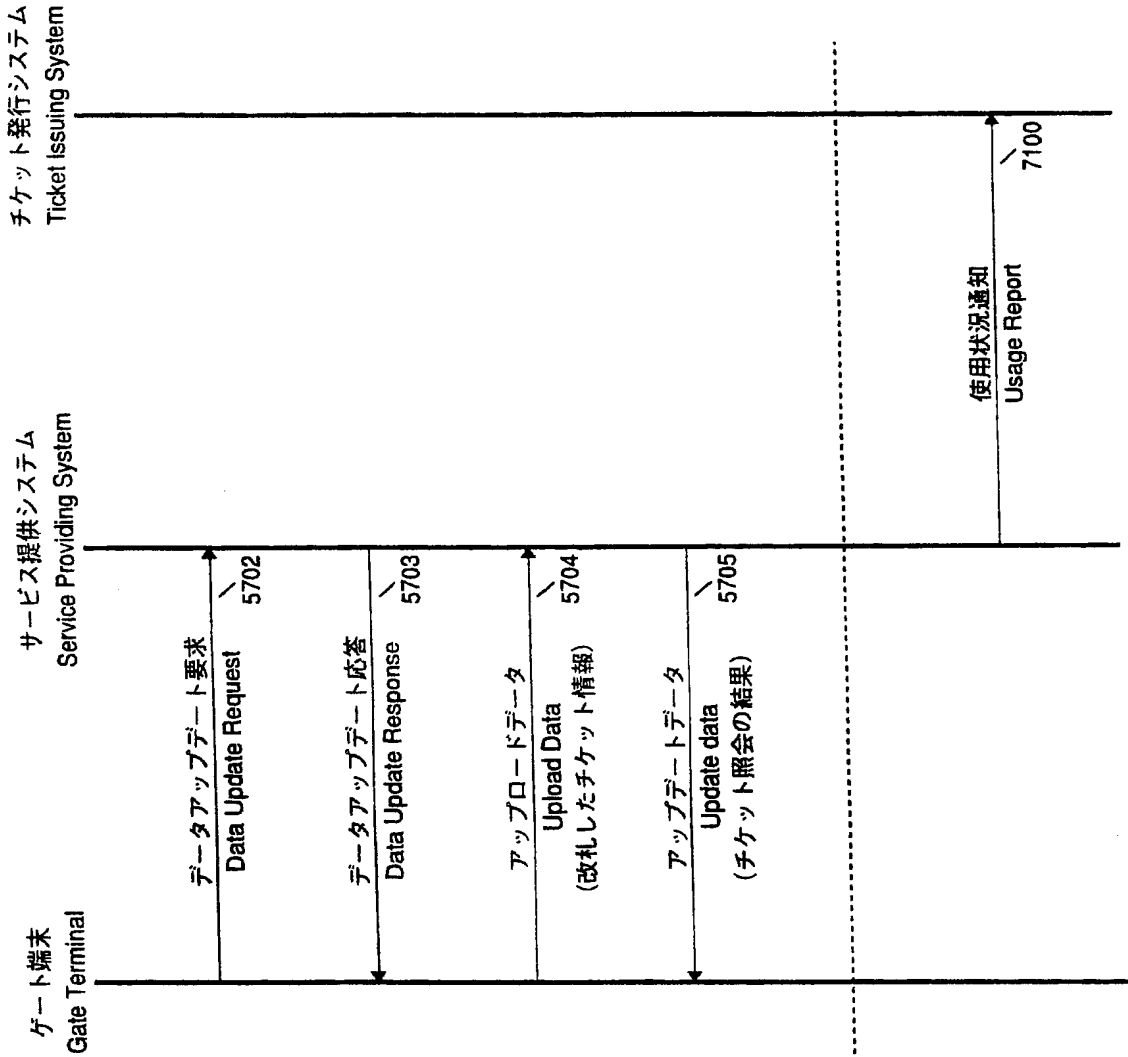 ゲート端末
Gate Terminal
サービス提供システム
Service Providing System
チケット発行システム
Ticket Issuing System
データアップデート要求
Data Update Request
5702
データアップデート応答
Data Update Response
5703
アップロードデータ
Upload Data
(改札したチケット情報)
5704
アップデートデータ
Update data
(チケット照会の結果)
5705
使用状況通知
Usage Report
7100